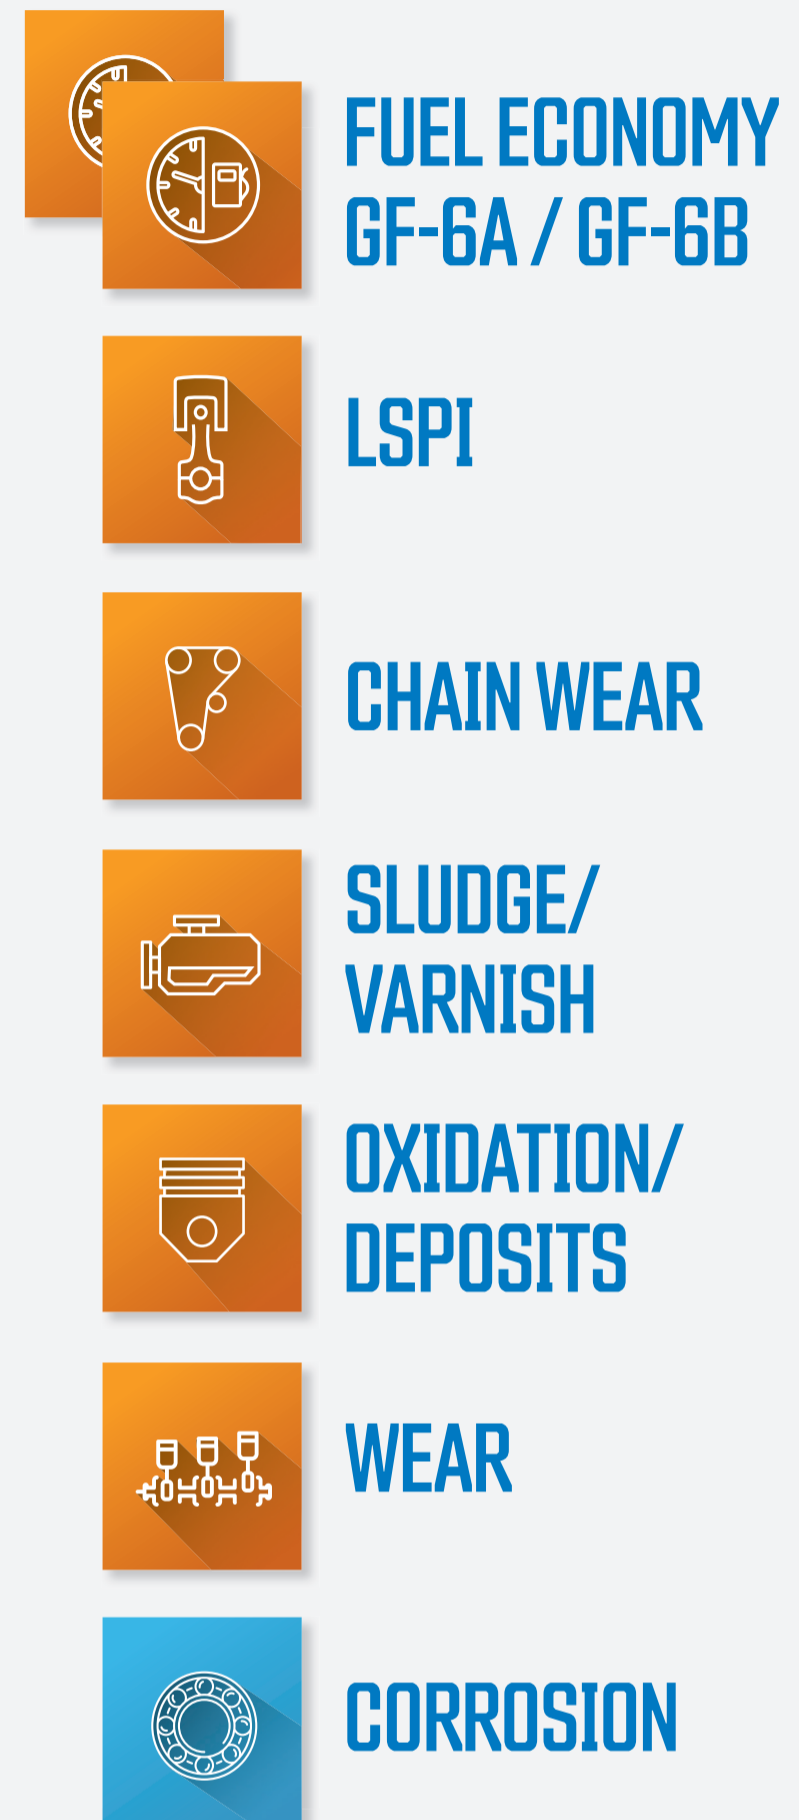 FUEL ECONOMY
GF-6A / GF-6B
LSPI
CHAIN WEAR
SLUDGE/
VARNISH
OXIDATION/
DEPOSITS
WEAR
CORROSION